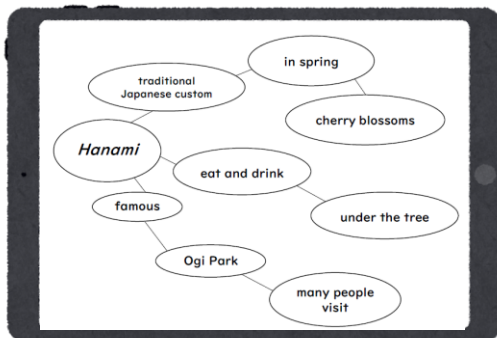 in spring
traditional
Japanese custom
cherry blossoms
Hanami
eat and drink
famous
under the tree
Ogi Park
many people
visit